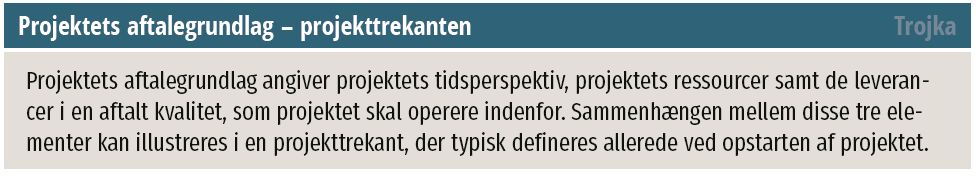 Projektets aftalegrundlag – projekttrekanten Trojka
Projektets aftalegrundlag angiver projektets tidsperspektiv, projektets ressourcer samt de leveran-
cer i en aftalt kvalitet, som projektet skal operere indenfor. Sammenhængen mellem disse tre ele-
menter kan illustreres i en projekttrekant, der typisk defineres allerede ved opstarten af projektet.